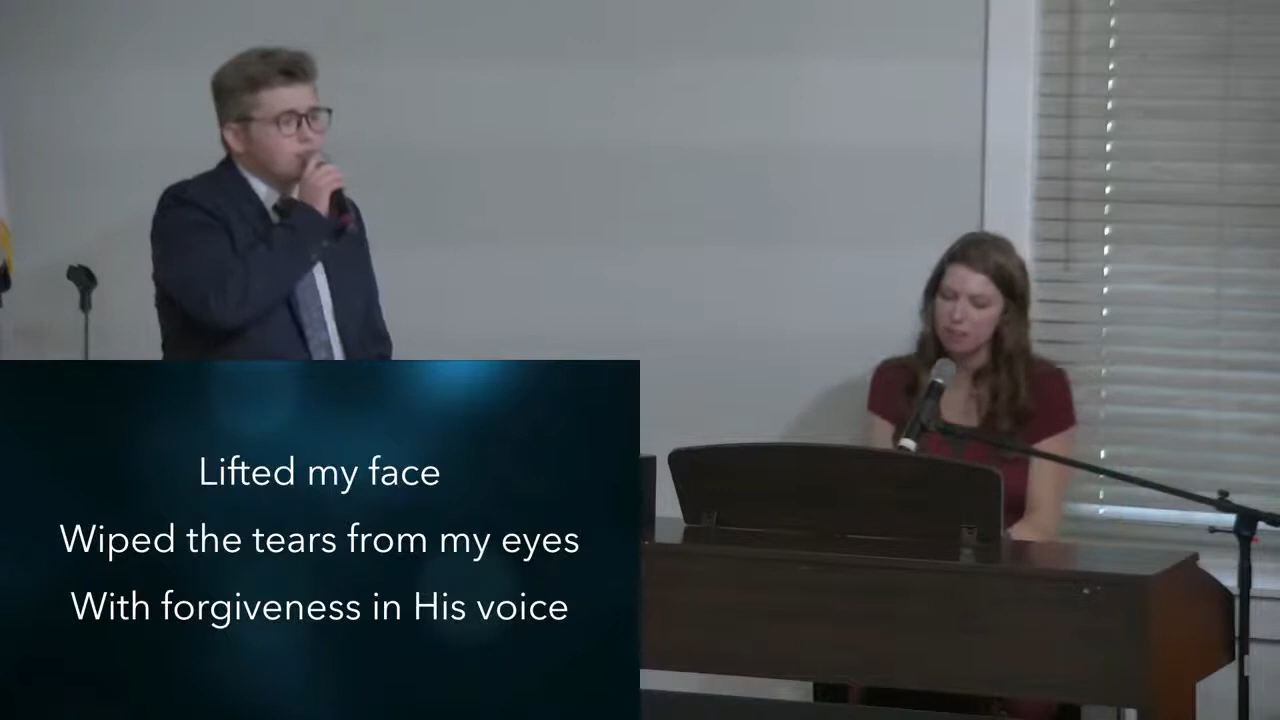 Lifted my face
Wiped the tears from my eyes
With forgiveness in His voice